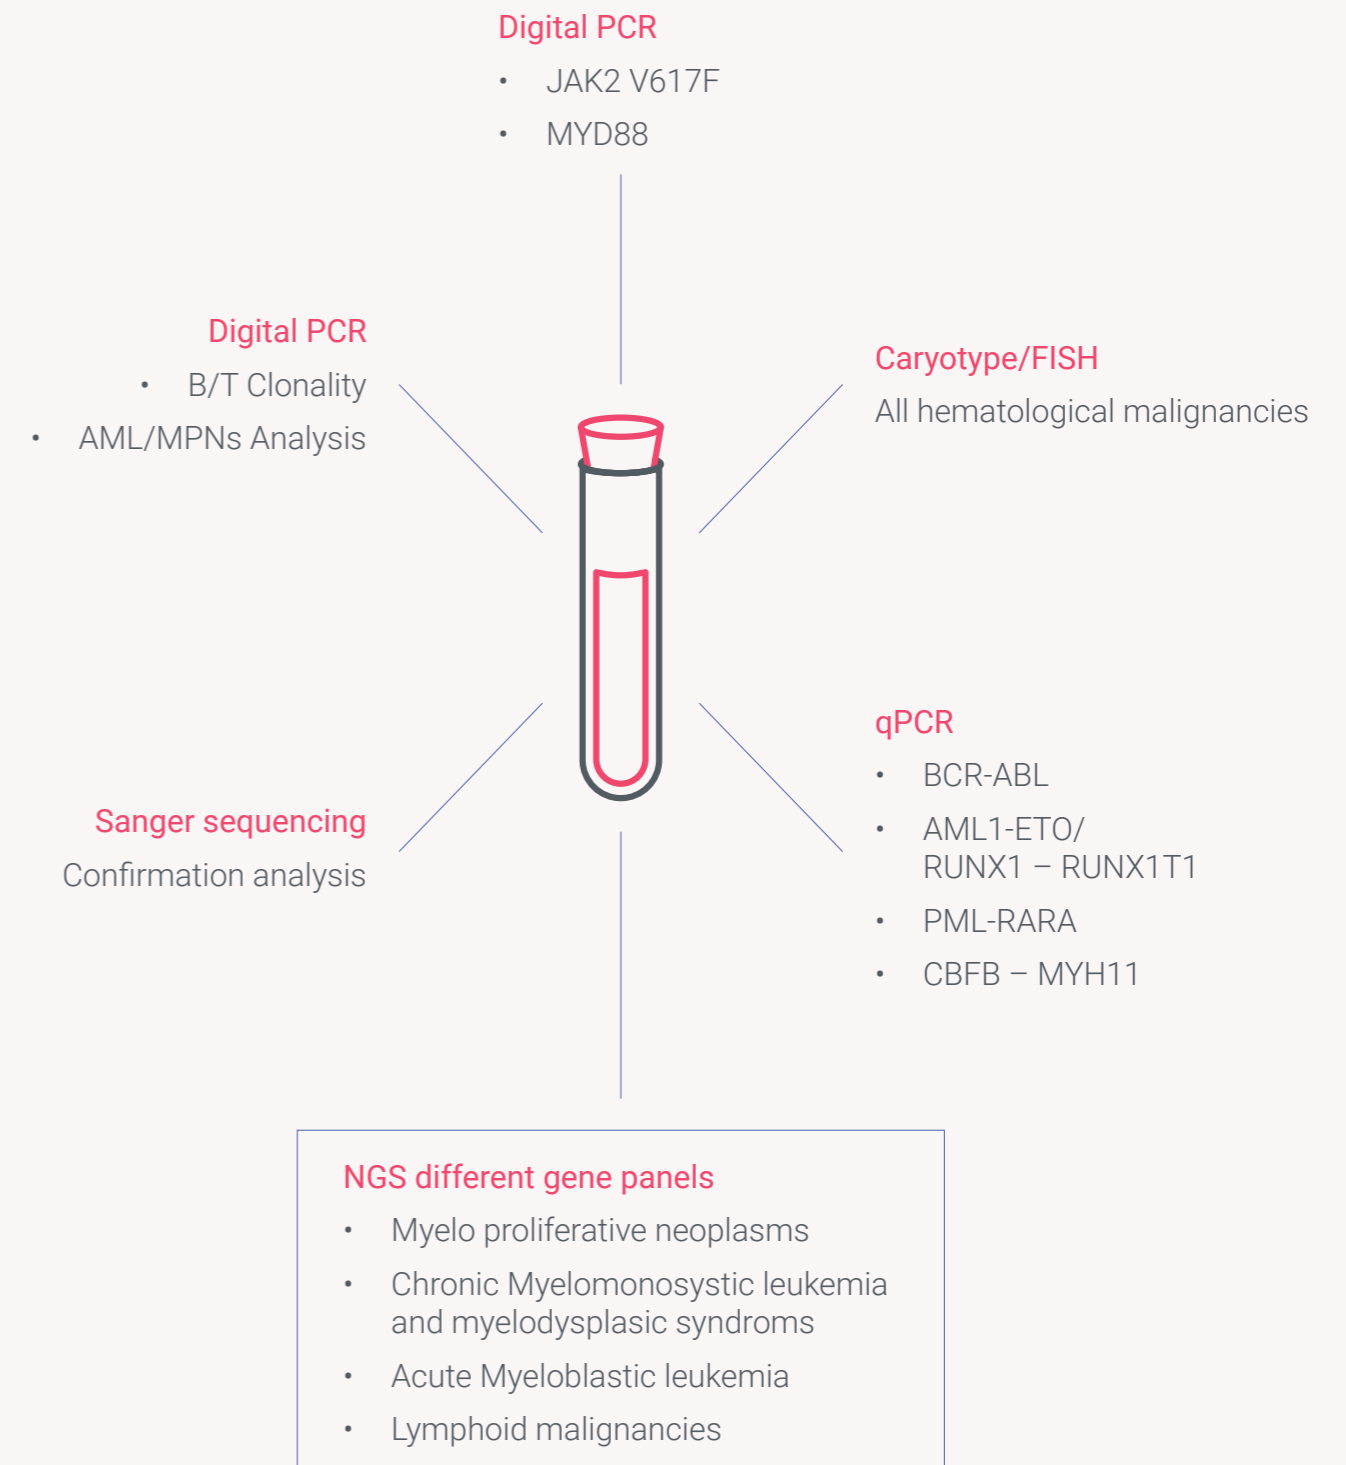 Digital PCR
• JAK2 V617F
• MYD88
Digital PCR
• B/T Clonality
• AML/MPNs Analysis
Caryotype/FISH
All hematological malignancies
Sanger sequencing
Confirmation analysis
qPCR
• BCR-ABL
• AML1-ETO/
RUNX1 – RUNX1T1
• PML-RARA
• CBFB – MYH11
NGS different gene panels
• Myelo proliferative neoplasms
• Chronic Myelomonosystic leukemia
and myelodysplasic syndroms
• Acute Myeloblastic leukemia
• Lymphoid malignancies